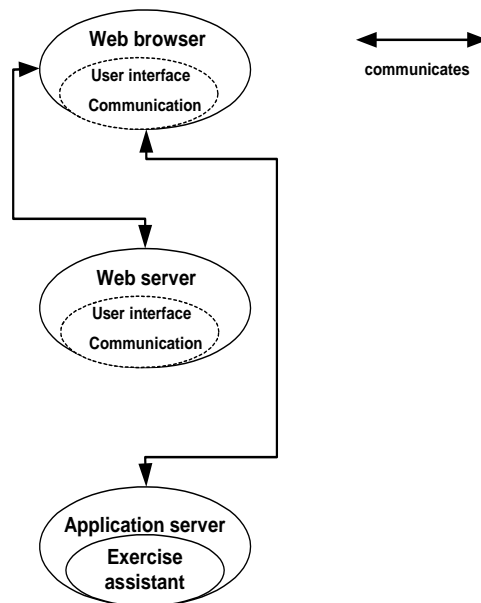 Web browser
User interface
Communication
communicates
Web server
User interface
Communication
Application server
Exercise
assistant